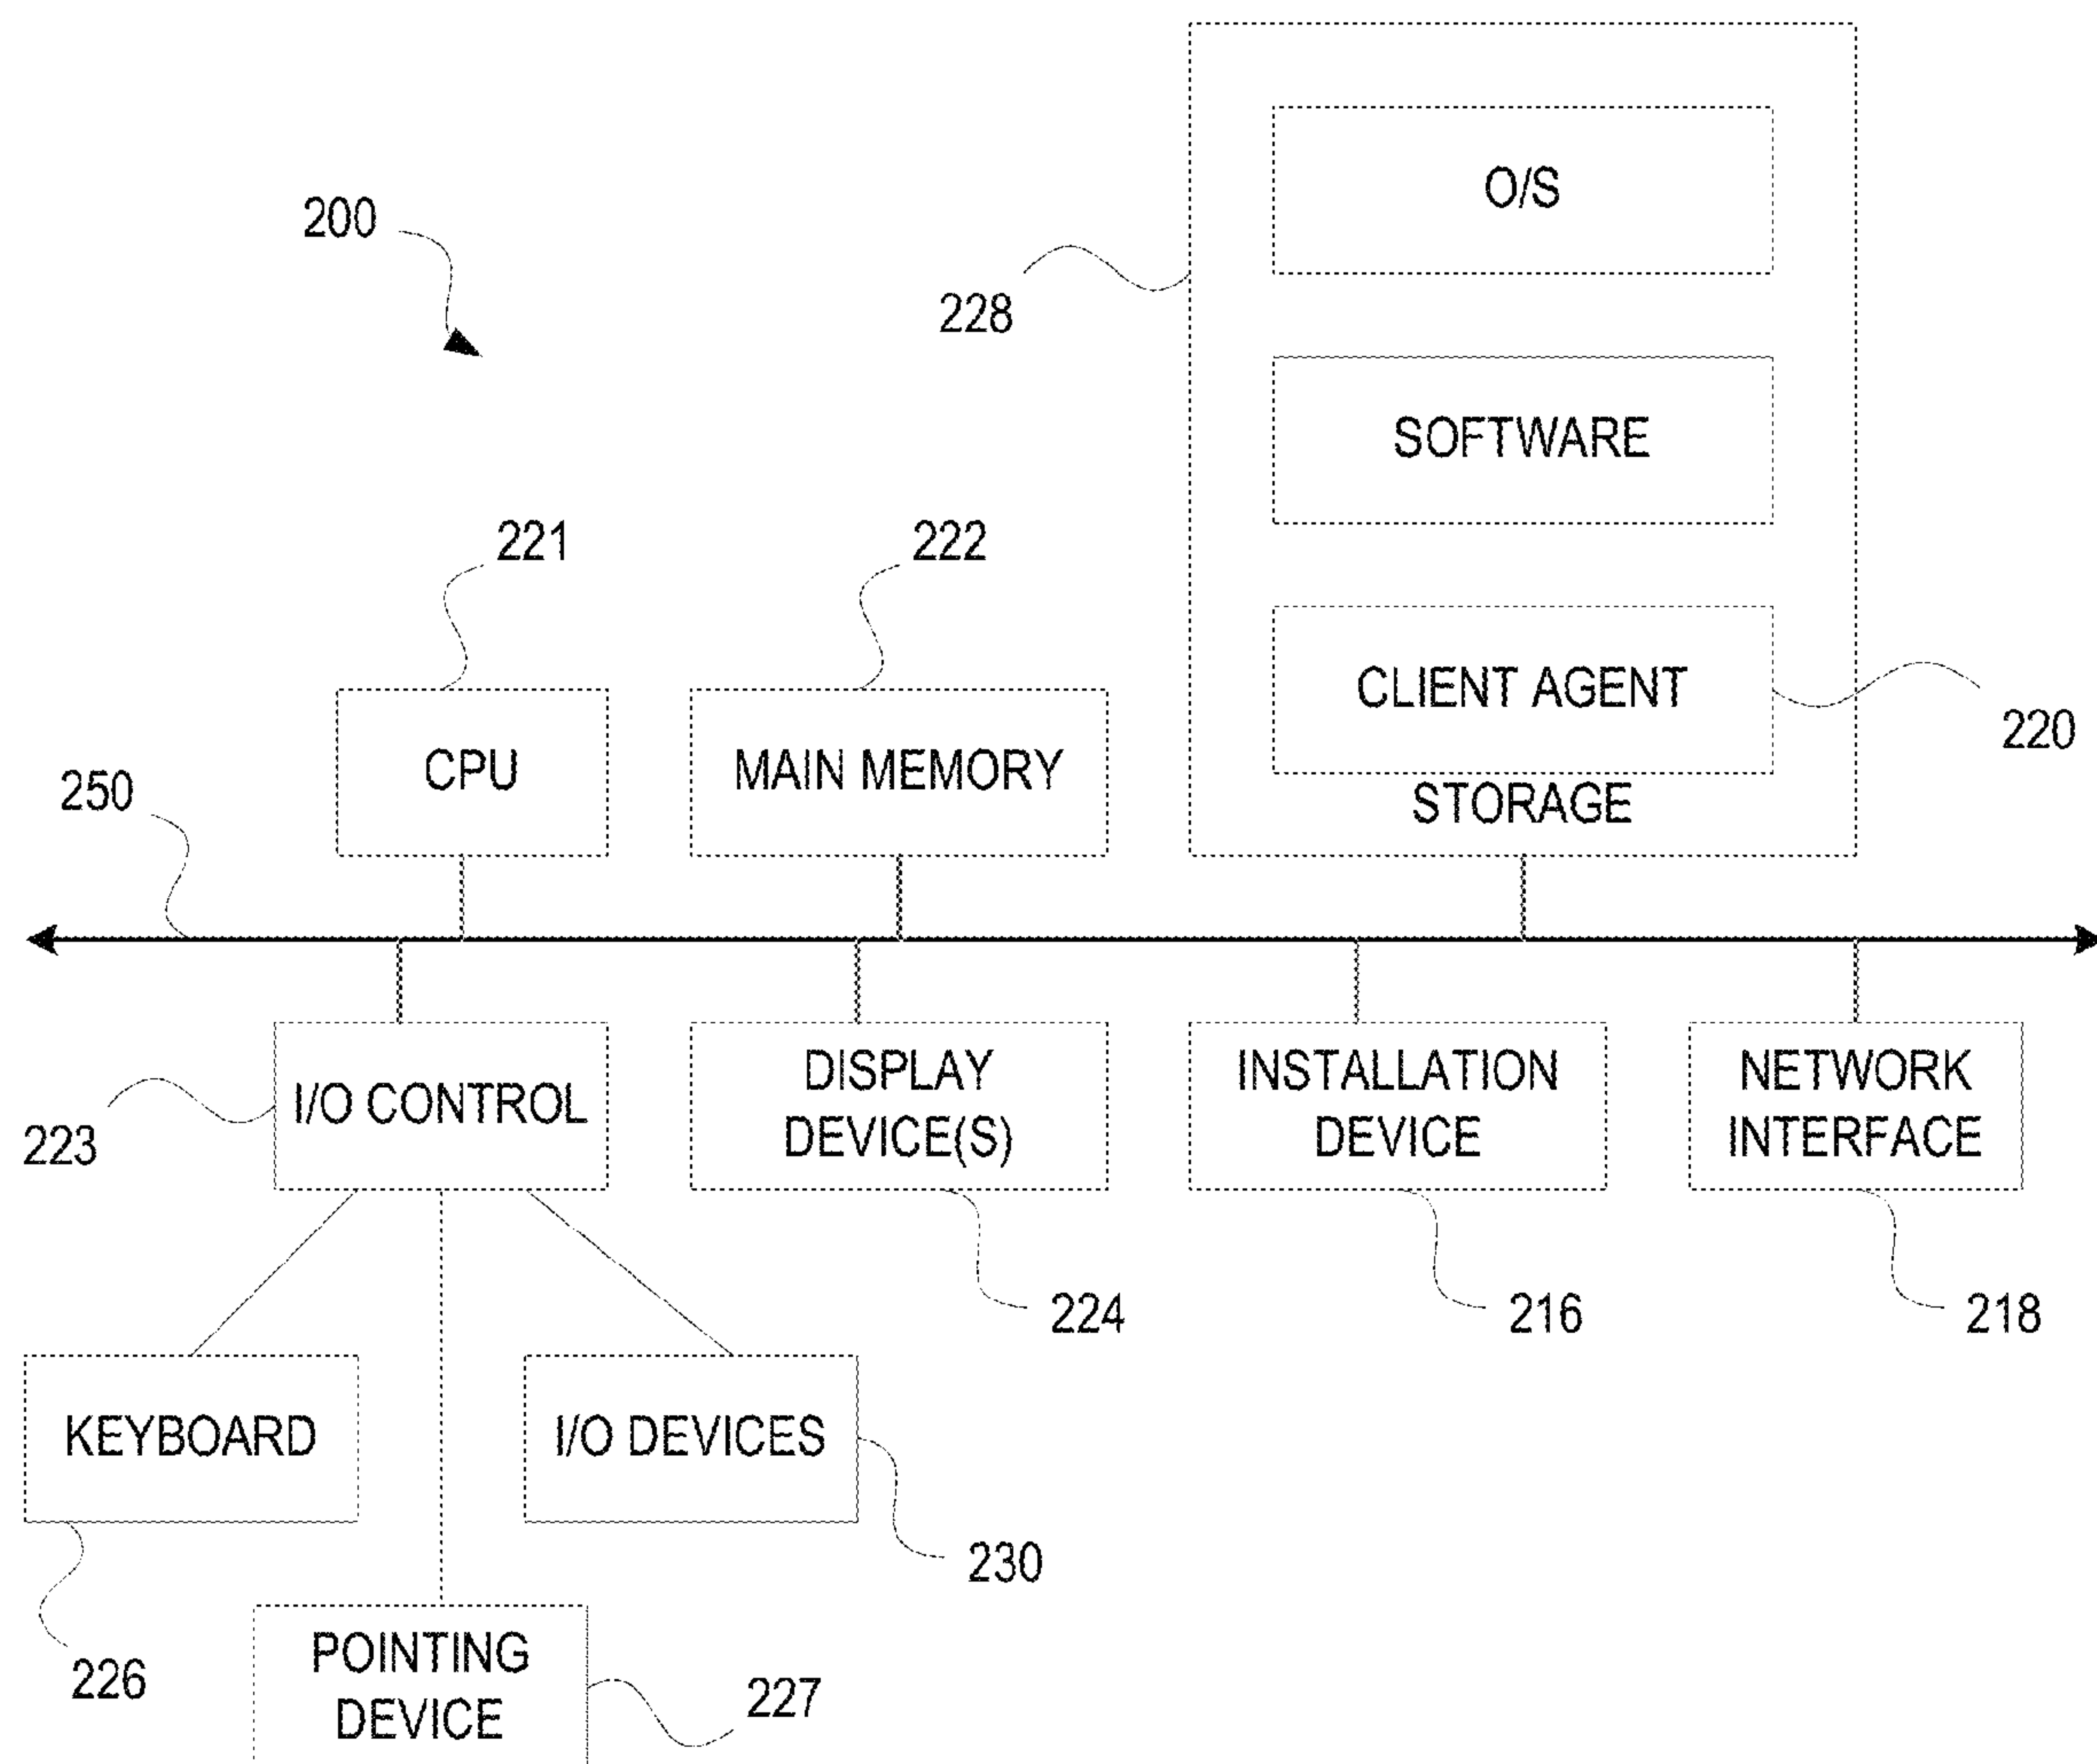 O/S
200
228
SOFTWARE
221
222
CLIENT AGENT
220
CPU
MAIN MEMORY
250
STORAGE
I/O CONTROL
DISPLAY
DEVICE(S)
INSTALLATION
DEVICE
NETWORK
INTERFACE
223
224
216
218
KEYBOARD
I/O DEVICES
230
226
POINTING
DEVICE
227